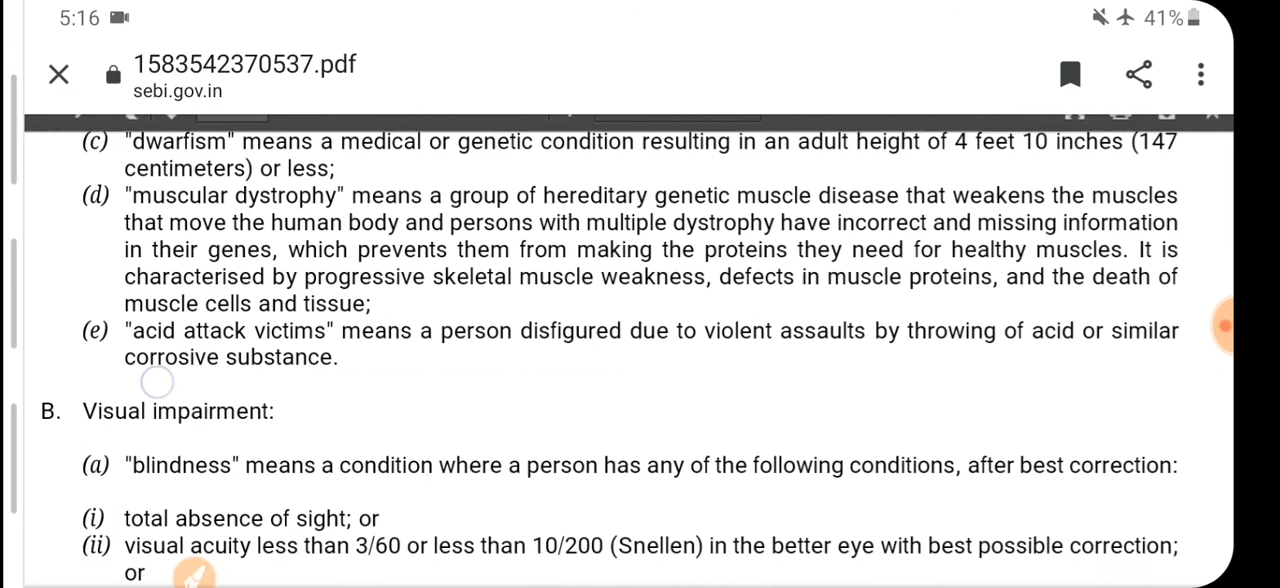 5:16 41%
1583542370537.pdf
sebi.gov.in
(c) "dwarfism" means a medical or genetic condition resulting in an adult height of 4 feet 10 inches (147
centimeters) or less;
(d) "muscular dystrophy" means a group of hereditary genetic muscle disease that weakens the muscles
that move the human body and persons with multiple dystrophy have incorrect and missing information
in their genes, which prevents them from making the proteins they need for healthy muscles. It is
characterised by progressive skeletal muscle weakness, defects in muscle proteins, and the death of
muscle cells and tissue;
(e) "acid attack victims" means a person disfigured due to violent assaults by throwing of acid or similar
corrosive substance.
B. Visual impairment:
(a) "blindness" means a condition where a person has any of the following conditions, after best correction:
(i) total absence of sight; or
(ii) visual acuity less than 3/60 or less than 10/200 (Snellen) in the better eye with best possible correction;
or